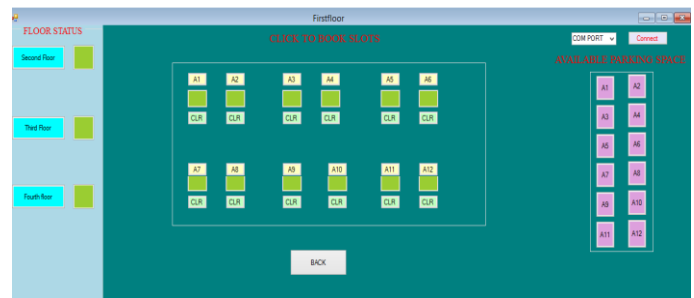 Firstfloor
FLOOR STATUS
Second Floor
Third Floor
Fourth floor
CLICK TO BOOK SLOTS
A1 A2 A3 A4 A5 A6
CLR CLR CLR CLR CLR CLR
A7 A8 A9 A10 A11 A12
CLR CLR CLR CLR CLR CLR
BACK
COM PORT Connect
AVAILABLE PARKING SPACE
A1 A2
A3 A4
A5 A6
A7 A8
A9 A10
A11 A12